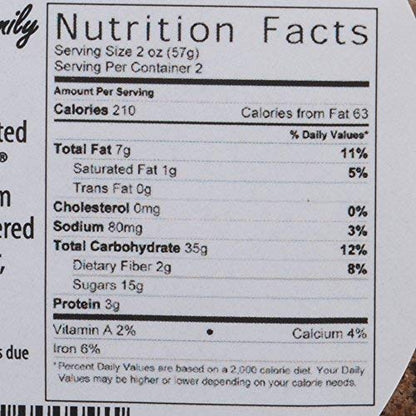 mily
ted
®
m
ered
,
s due
Nutrition Facts
Serving Size 2 oz (57g)
Serving Per Container 2
Amount Per Serving
Calories 210 Calories from Fat 63
% Daily Values*
Total Fat 7g 11%
Saturated Fat 1g 5%
Trans Fat 0g
Cholesterol 0mg 0%
Sodium 80mg 3%
Total Carbohydrate 35g 12%
Dietary Fiber 2g 8%
Sugars 15g
Protein 3g
Vitamin A 2% • Calcium 4%
Iron 6%
*Percent Daily Values are based on a 2,000 calorie diet. Your Daily
Values may be higher or lower depending on your calorie needs.